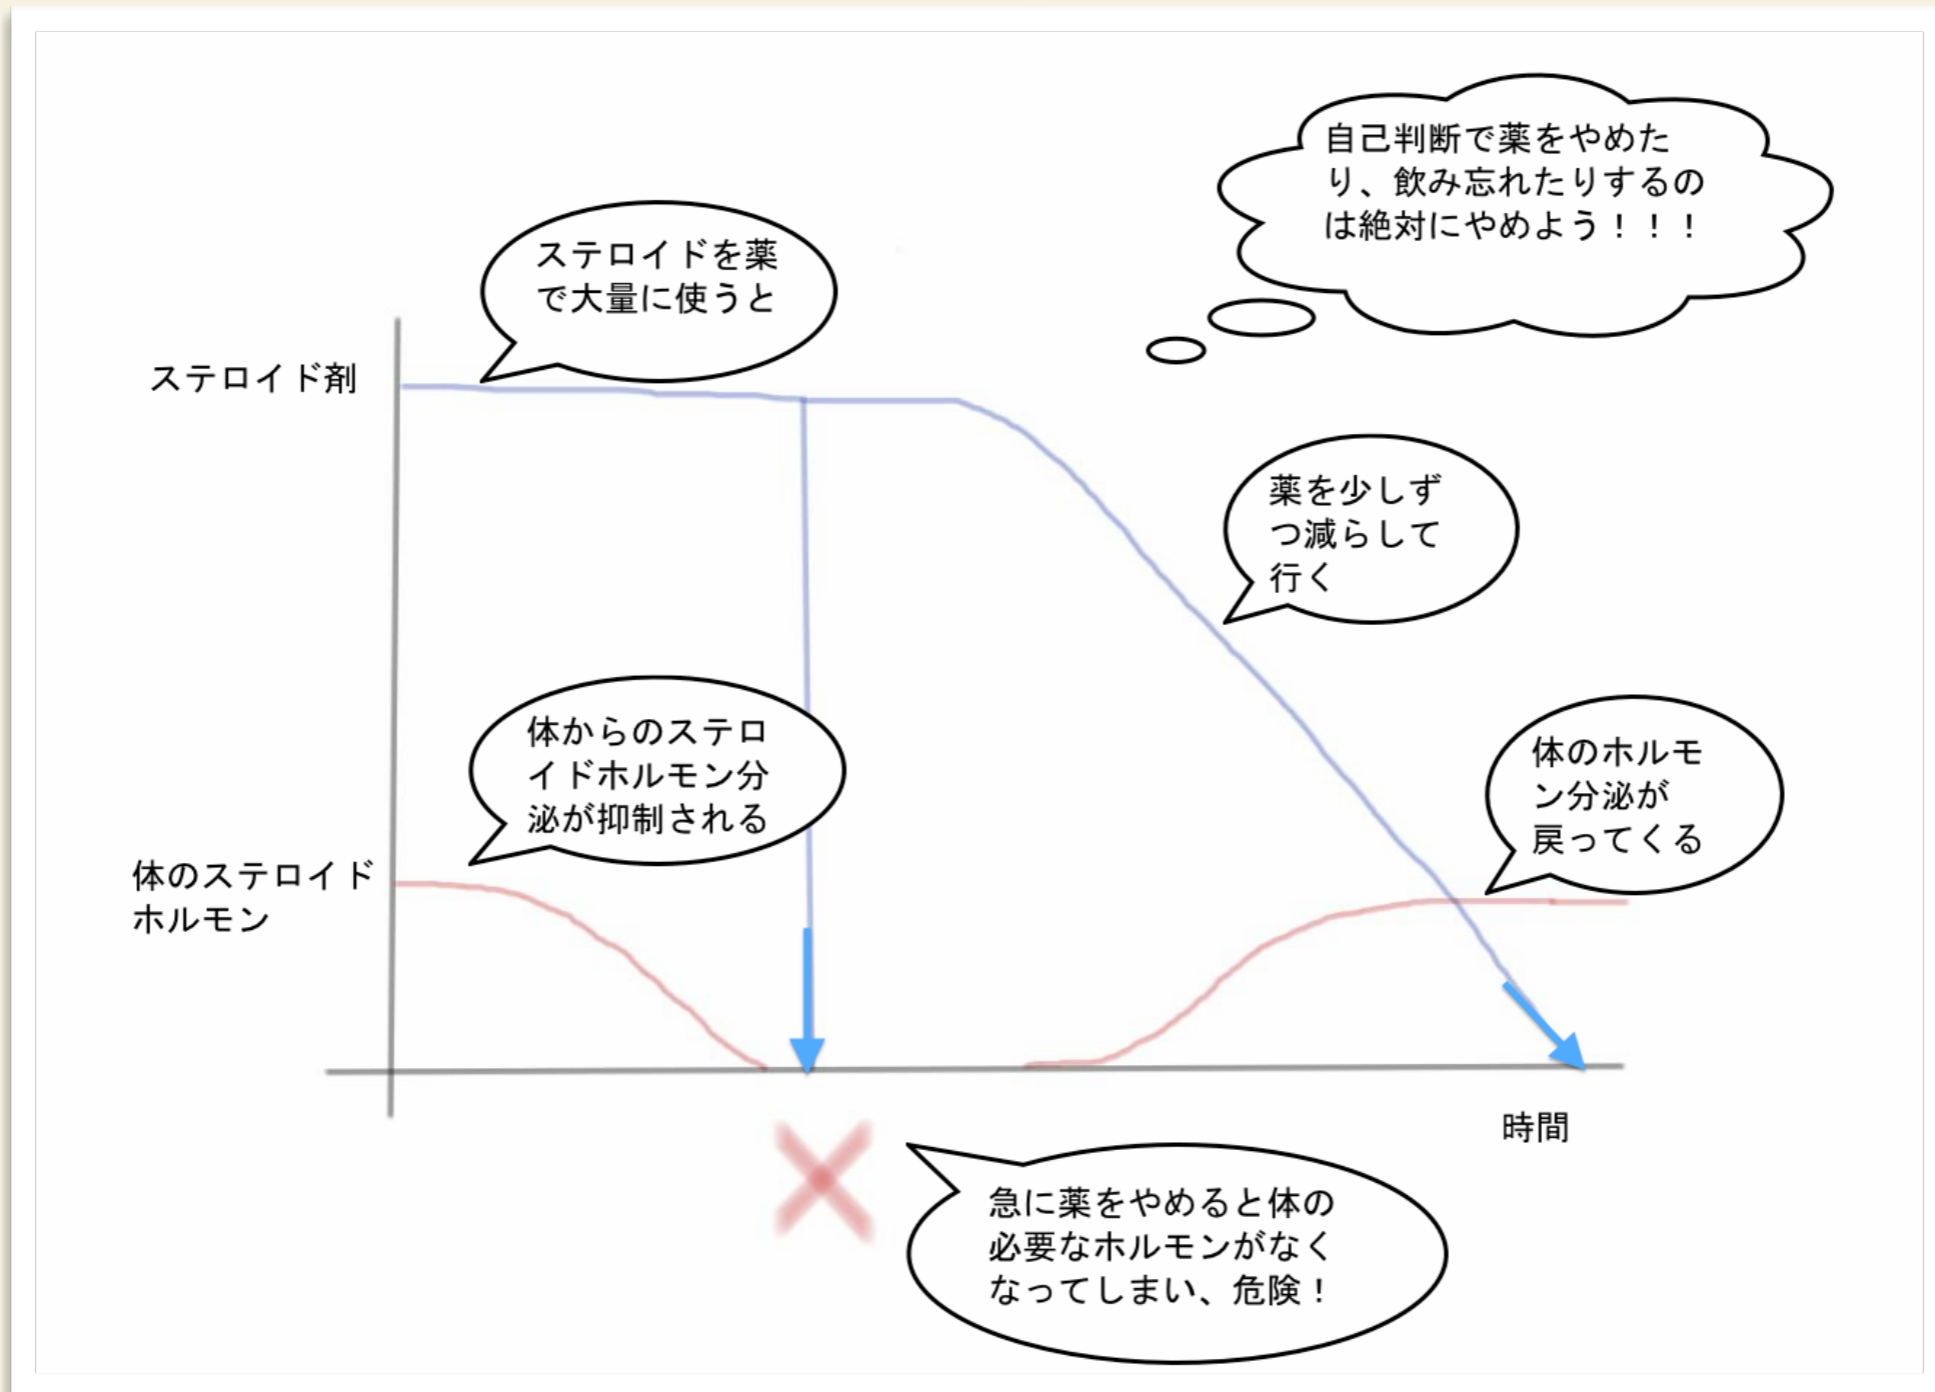 自己判断で薬をやめた
り、飲み忘れたりするの
は絶対にやめよう！！！
ステロイドを薬
で大量に使うと
ステロイド剤
薬を少しず
つ減らして
行く
体からのステロ
イドホルモン分
泌が抑制される
体のホルモ
ン分泌が
戻ってくる
体のステロイド
ホルモン
時間
急に薬をやめると体の
必要なホルモンがなく
なってしまい、危険！